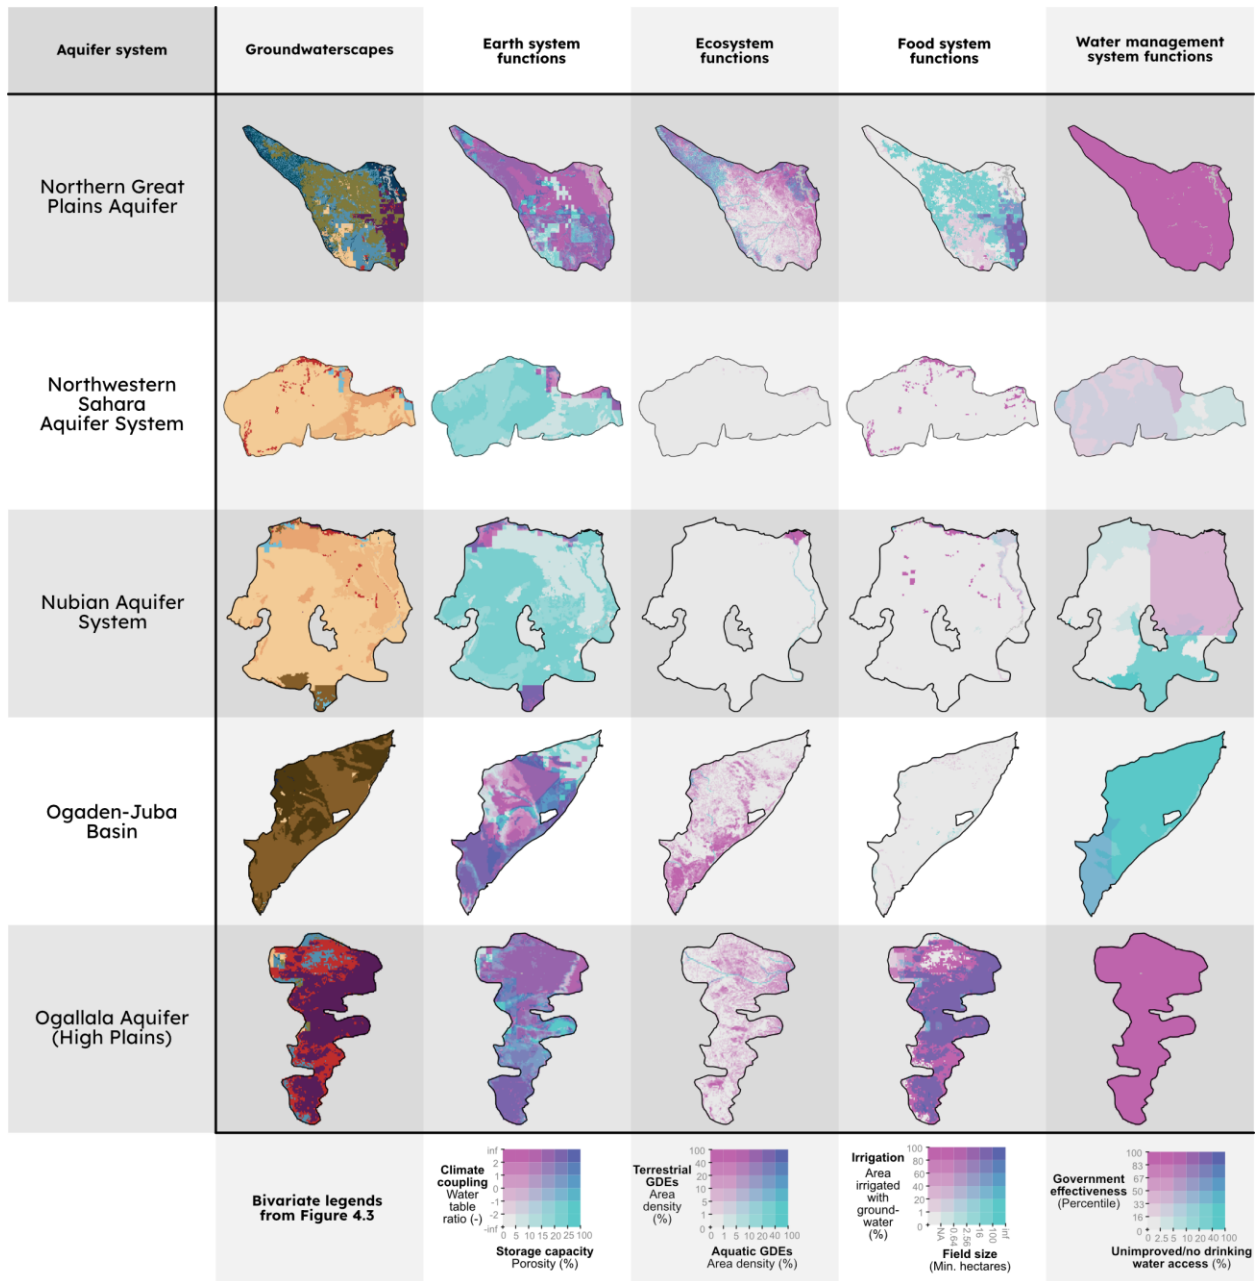 Aquifer system
Groundwaterscapes
Earth system
functions
Ecosystem
functions
Food system
functions
Water management
system functions
Northern Great
Plains Aquifer
Northwestern
Sahara
Aquifer System
Nubian Aquifer
System
Ogaden-Juba
Basin
Ogallala Aquifer
(High Plains)
Bivariate legends
from Figure 4.3
Climate
coupling
Water
table
ratio (-)
inf
2
1
0
-1
-2
-inf
0 5 10 15 20 25 100
Storage capacity
Porosity (%)
Terrestrial
GDEs
Area
density
(%)
100
40
20
10
5
1
0
0 1 5 10 20 40 100
Aquatic GDEs
Area density (%)
Irrigation
Area
irrigated
with
ground-
water
(%)
100
80
60
40
20
1
0
NA 0.64 2.56 16 100 inf
Field size
(Min. hectares)
Government
effectiveness
(Percentile)
100
83
67
50
33
16
0
0 2.5 5 10 20 40 100
Unimproved/no drinking
water access (%)